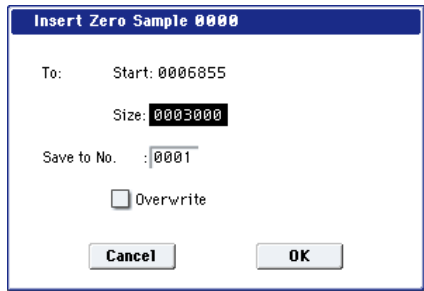 Insert Zero Sample 0000
To: Start: 0006855
Size: 0003000
Save to No. : 0001
Overwrite
Cancel OK